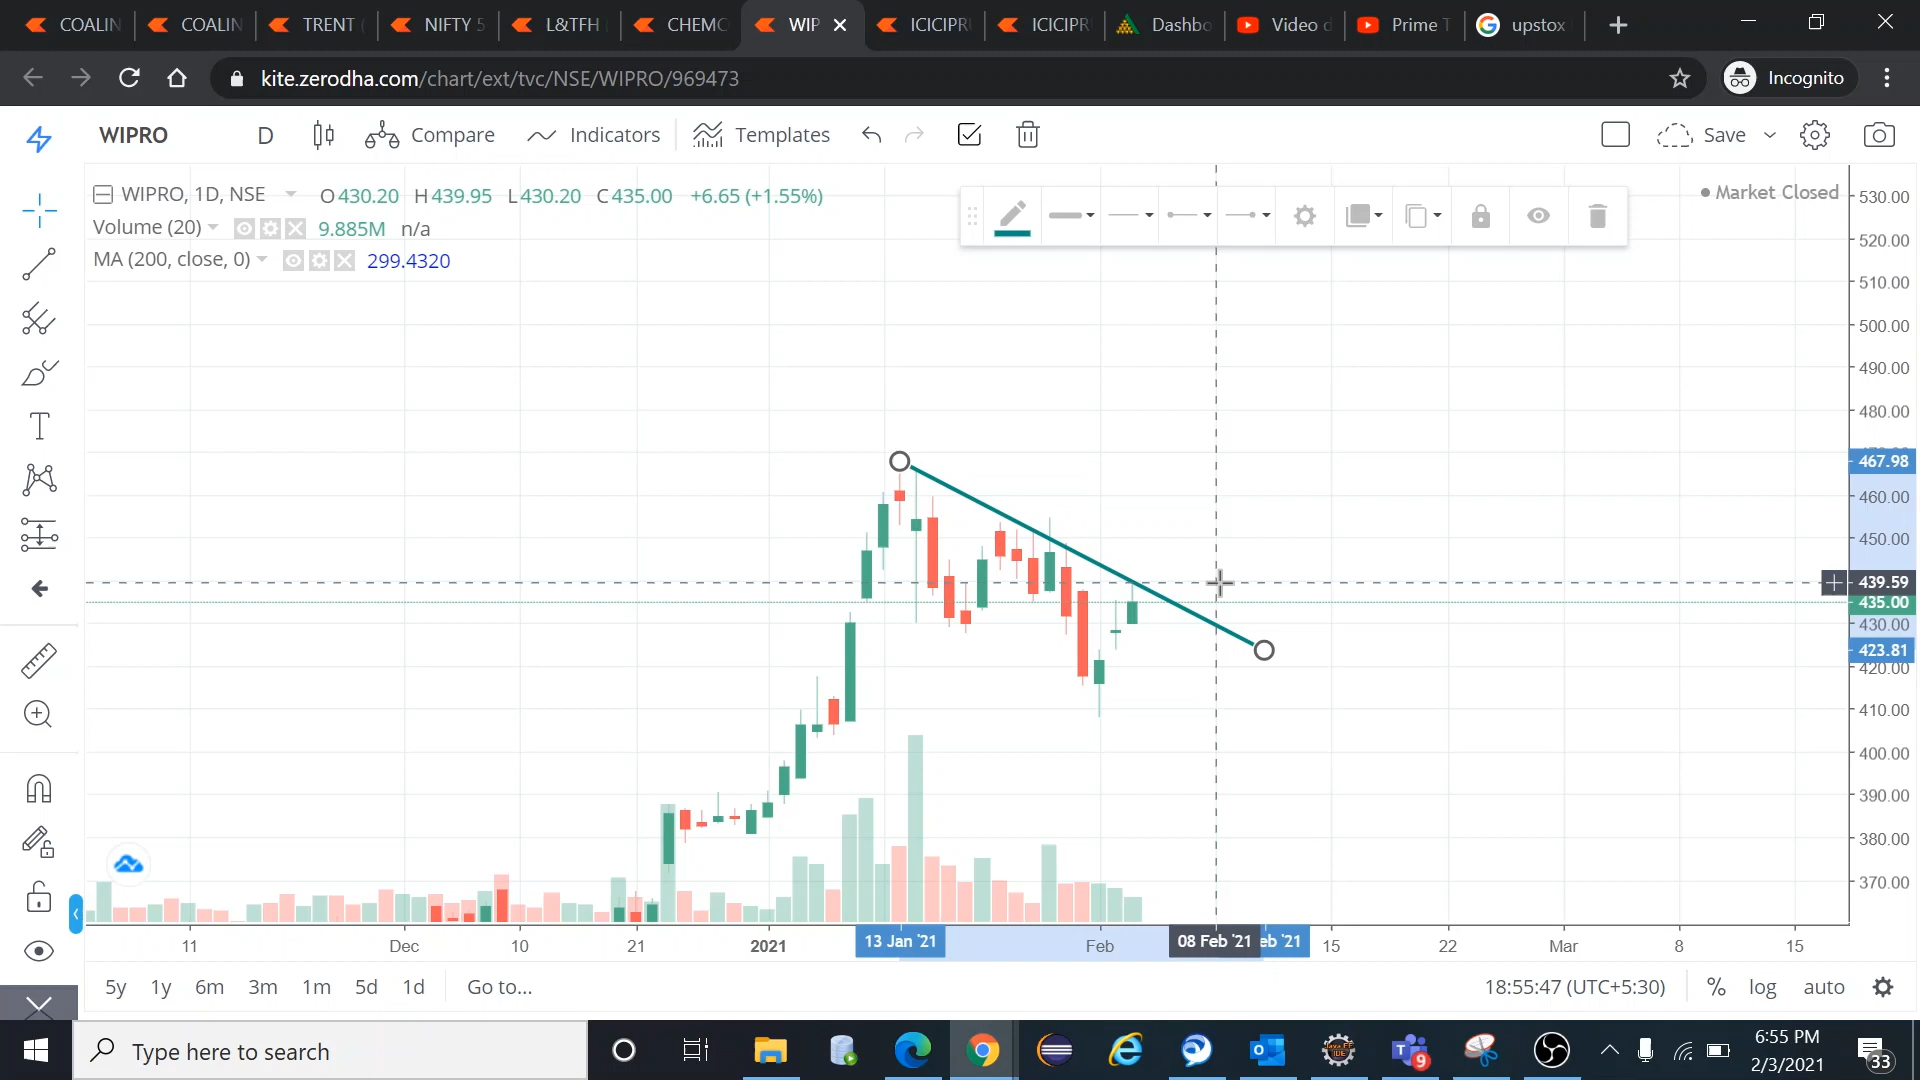 COALIN COALIN TRENT NIFTY 5 L&TFH CHEMC WIP ICICIPR ICICIPR Dashbo Video d Prime T upstox
kite.zerodha.com/chart/ext/tvc/NSE/WIPRO/969473 Incognito
WIPRO D Compare Indicators Templates Save
WIPRO, 1D, NSE O430.20 H439.95 L430.20 C435.00 +6.65 (+1.55%)
Market Closed
Volume (20) 9.885M n/a
MA (200, close, 0) 299.4320
530.00
520.00
510.00
500.00
490.00
480.00
467.98
460.00
450.00
439.59
435.00
430.00
423.81
420.00
410.00
400.00
390.00
380.00
370.00
11 Dec 10 21 2021 13 Jan '21 Feb 08 Feb '21 eb '21 15 22 Mar 8 15
5y 1y 6m 3m 1m 5d 1d Go to... 18:55:47 (UTC+5:30) % log auto
Type here to search
9
6:55 PM
2/3/2021
33